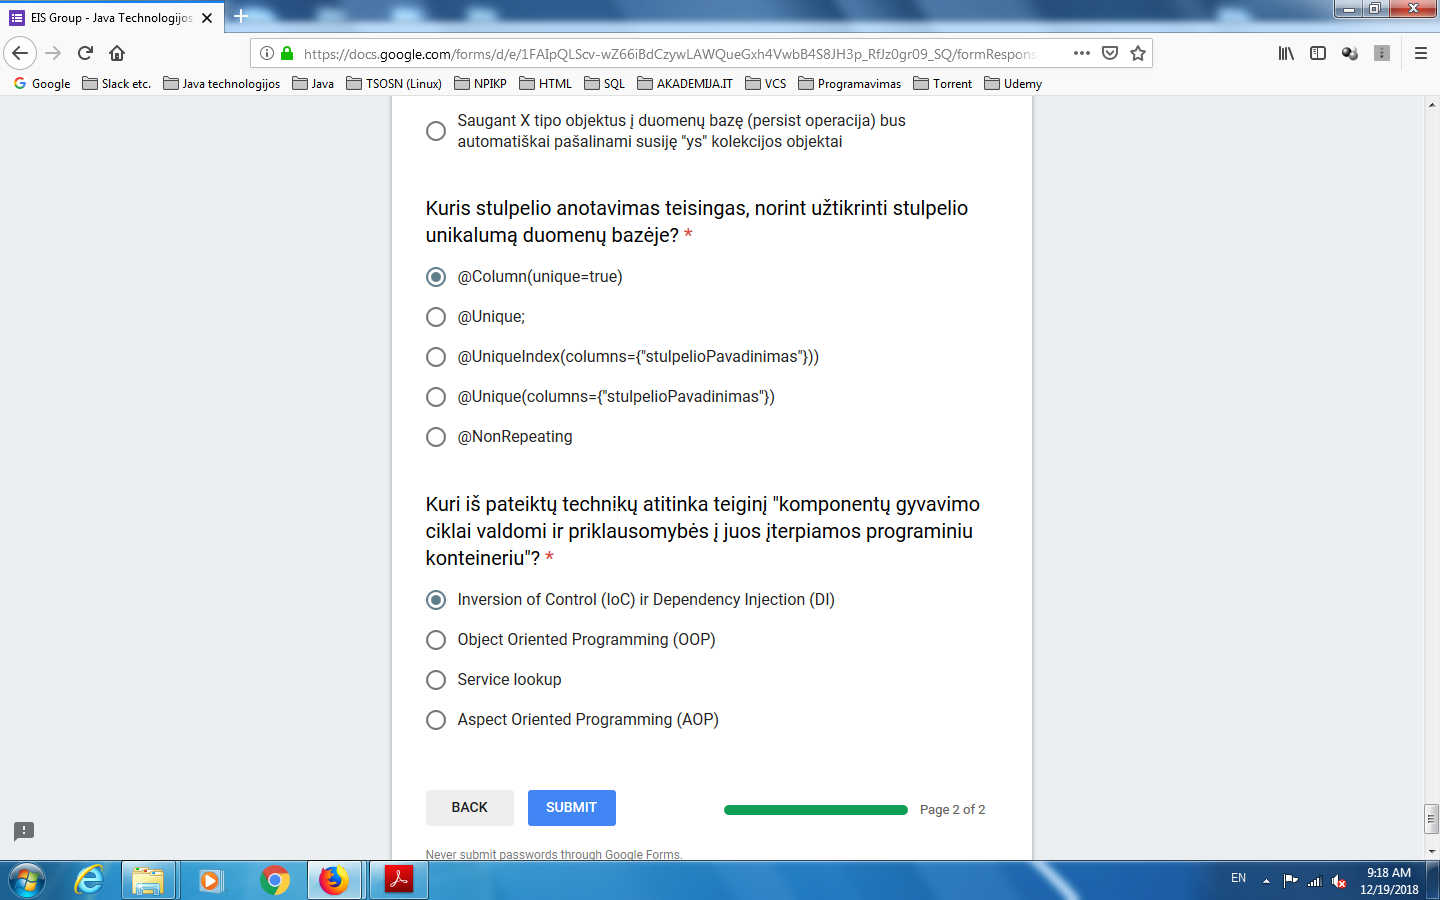 EIS Group - Java Technologijos
https://docs.google.com/forms/d/e/1FAIpQLScv-wZ66iBdCzywLAWQueGxh4VwbB4S8JH3p_RfJz0gr09_SQ/formRespons
Google Slack etc. Java technologijos Java TSOSN (Linux) NPIKP HTML SQL AKADEMIJA.IT VCS Programavimas Torrent Udemy
Saugant X tipo objektus į duomenų bazę (persist operacija) bus
automatiškai pašalinami susiję "ys" kolekcijos objektai
Kuris stulpelio anotavimas teisingas, norint užtikrinti stulpelio
unikalumą duomenų bazėje? *
@Column(unique=true)
@Unique;
@UniqueIndex(columns={"stulpelioPavadinimas"}))
@Unique(columns={"stulpelioPavadinimas"})
@NonRepeating
Kuri iš pateiktų technikų atitinka teiginį "komponentų gyvavimo
ciklai valdomi ir priklausomybės į juos įterpiamos programiniu
konteineriu"? *
Inversion of Control (IoC) ir Dependency Injection (DI)
Object Oriented Programming (OOP)
Service lookup
Aspect Oriented Programming (AOP)
BACK SUBMIT Page 2 of 2
Never submit passwords through Google Forms.
EN 9:18 AM
12/19/2018